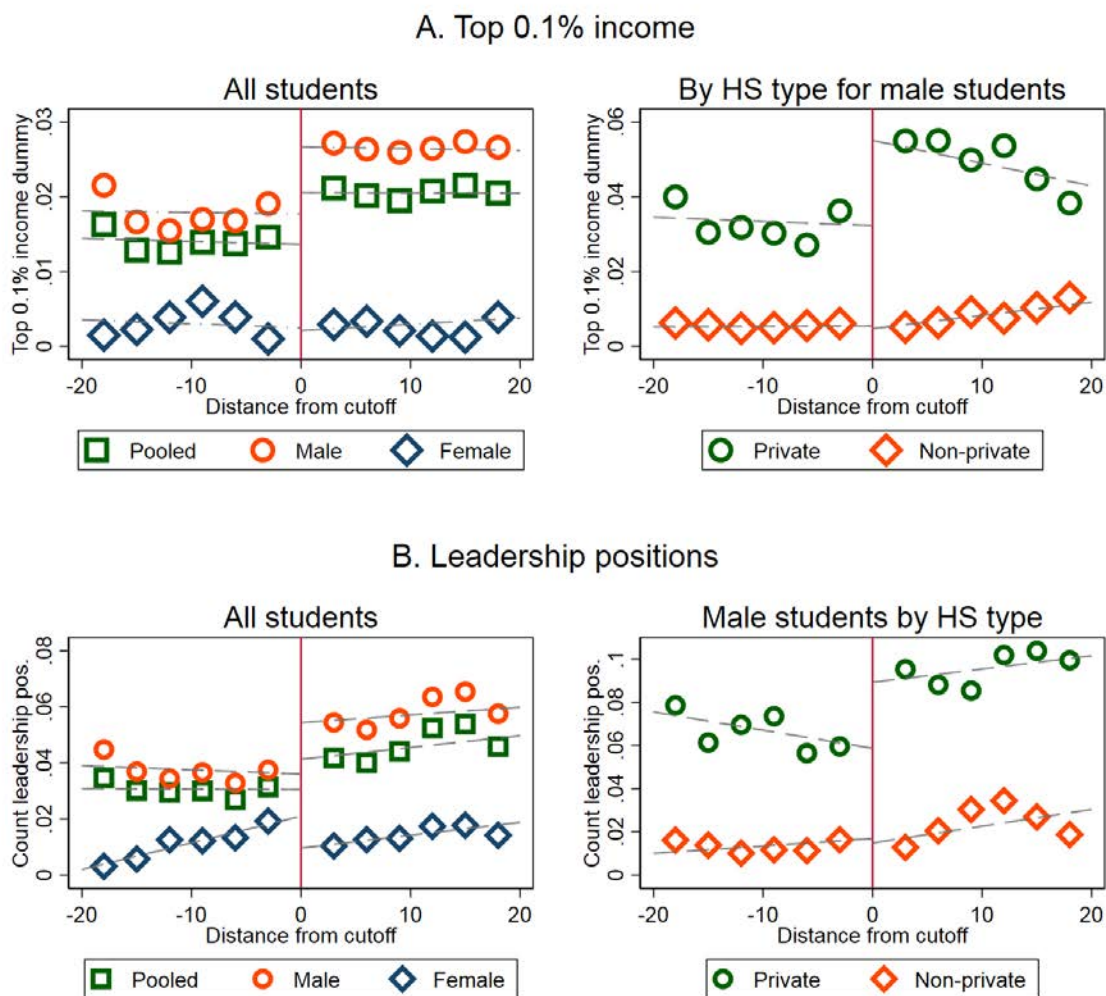 A. Top 0.1% income
All students
Top 0.1% income dummy
.03
.02
.01
0
-20 -10 0 10 20
Distance from cutoff
Pooled Male Female
By HS type for male students
Top 0.1% income dummy
.06
.04
.02
0
-20 -10 0 10 20
Distance from cutoff
Private Non-private
B. Leadership positions
All students
Count leadership pos.
.08
.06
.04
.02
0
-20 -10 0 10 20
Distance from cutoff
Pooled Male Female
Male students by HS type
Count leadership pos.
.1
.08
.06
.04
.02
0
-20 -10 0 10 20
Distance from cutoff
Private Non-private